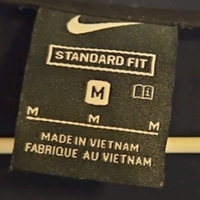 STANDARD FIT
M
M M M
MADE IN VIETNAM
FABRIQUE AU VIETNAM